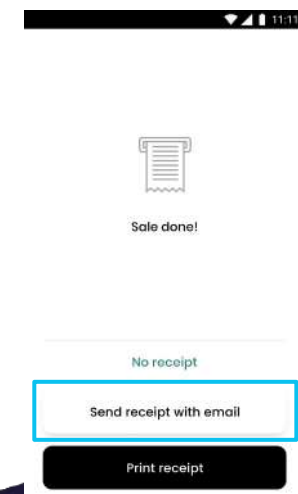 11:11
Sale done!
No receipt
Send receipt with email
Print receipt